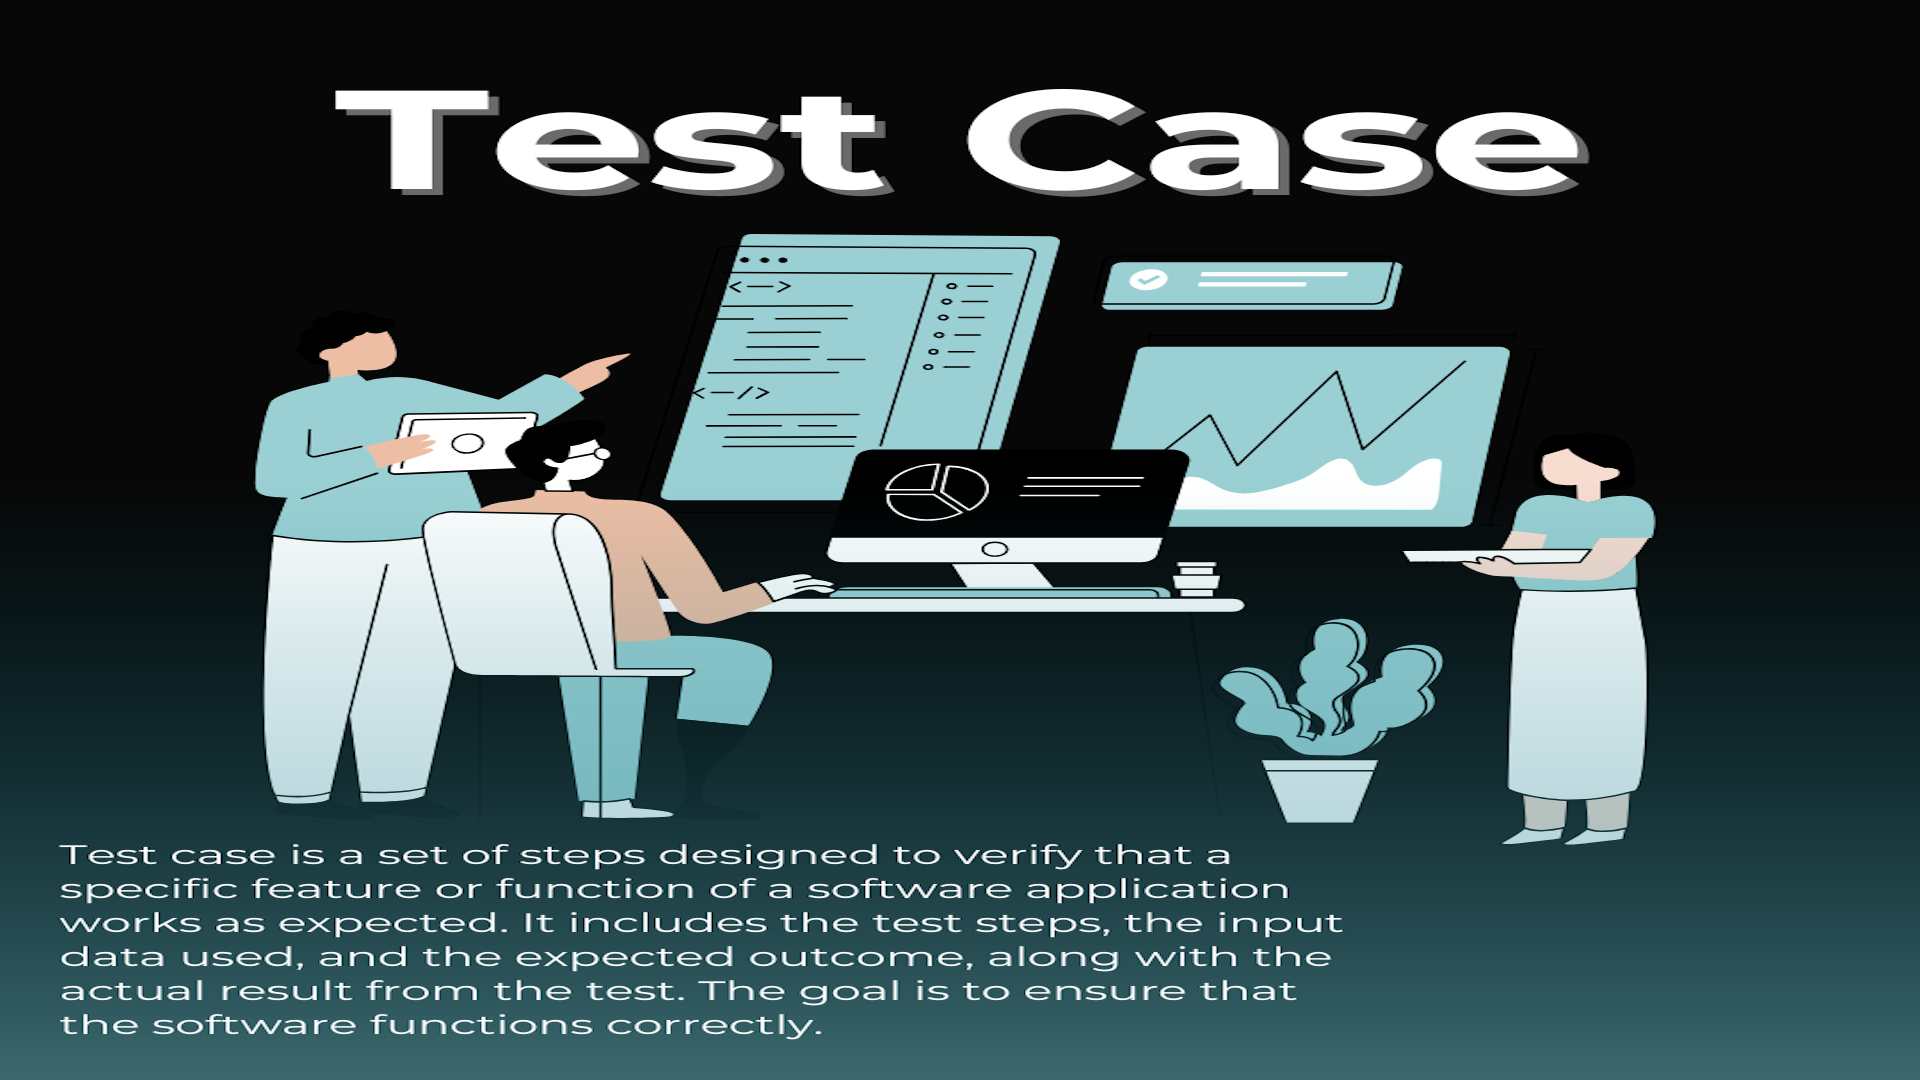 Test Case
< — >
< — / >
Test case is a set of steps designed to verify that a
specific feature or function of a software application
works as expected. It includes the test steps, the input
data used, and the expected outcome, along with the
actual result from the test. The goal is to ensure that
the software functions correctly.